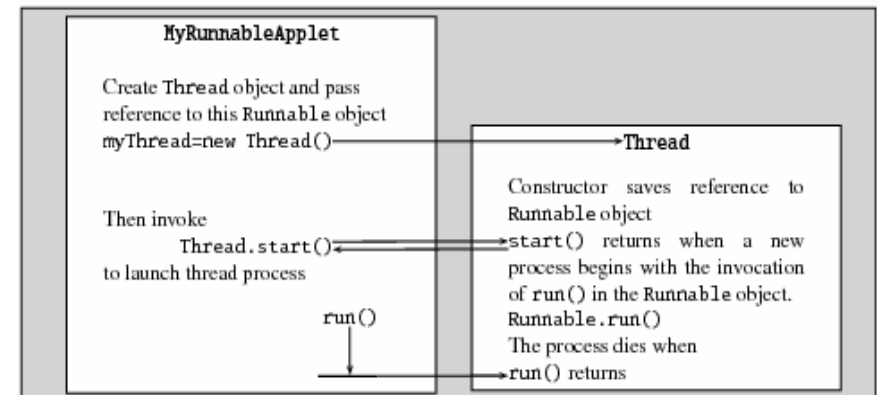 MyRunnableApplet
Create Thread object and pass
reference to this Runnable object
myThread=new Thread()
Then invoke
Thread.start()
to launch thread process
run()
Thread
Constructor saves reference to
Runnable object
start() returns when a new
process begins with the invocation
of run() in the Runnable object.
Runnable.run()
The process dies when
run() returns